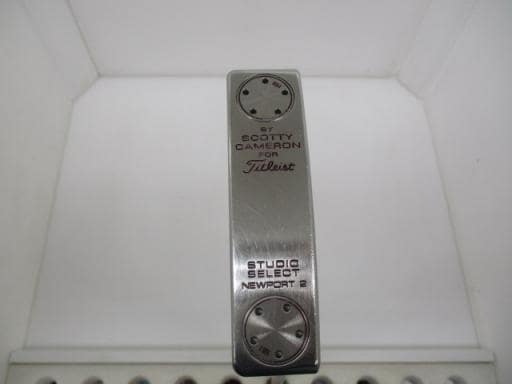 BY
SCOTTY
CAMERON
FOR
Titleist
STUDIO
SELECT
NEWPORT 2